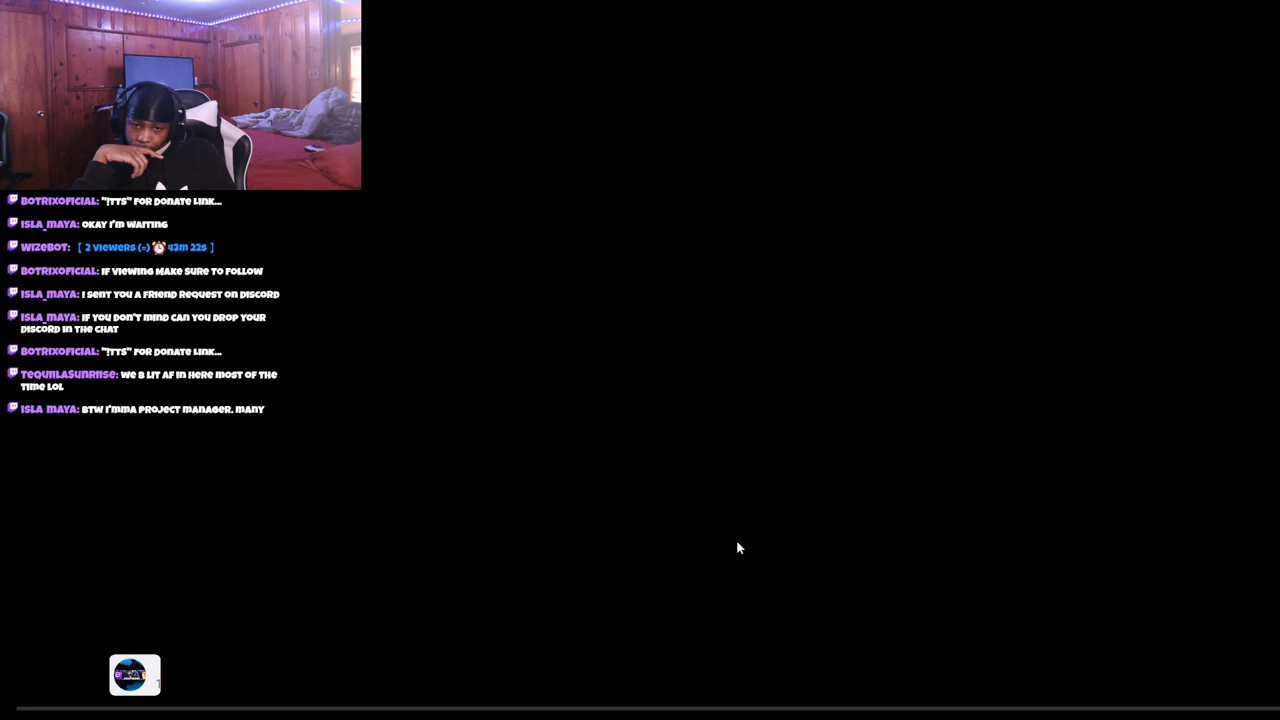 BOTRIXOFICIAL: "!TTS" FOR DONATE LINK...
ISLA_MAYA: OKAY I'M WAITING
WIZEBOT: [ 2 VIEWERS (=) ⏰ 43M 22S ]
BOTRIXOFICIAL: IF VIEWING MAKE SURE TO FOLLOW
ISLA_MAYA: I SENT YOU A FRIEND REQUEST ON DISCORD
ISLA_MAYA: IF YOU DON'T MIND CAN YOU DROP YOUR
DISCORD IN THE CHAT
BOTRIXOFICIAL: "!TTS" FOR DONATE LINK...
TEQUIILASUNRIISE: WE B LIT AF IN HERE MOST OF THE
TIME LOL
ISLA_MAYA: BTW I'MMA PROJECT MANAGER. MANY